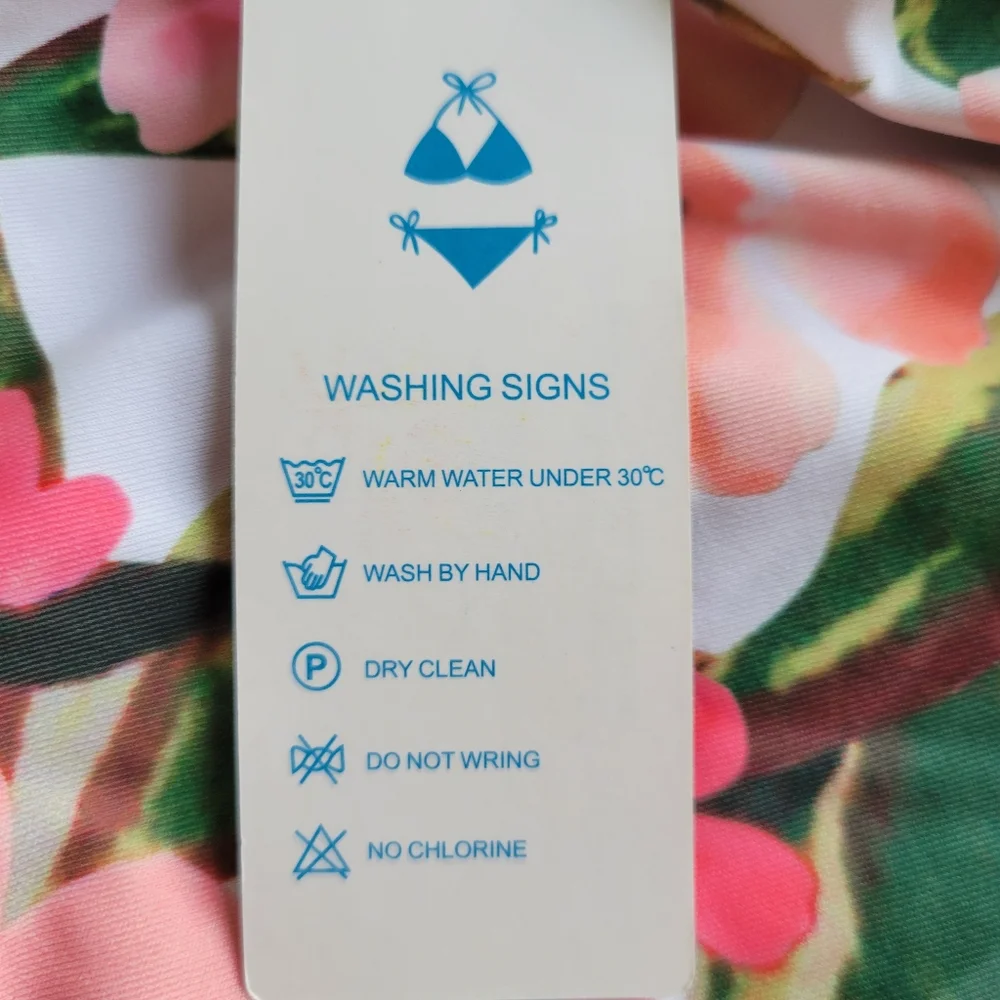 WASHING SIGNS
30℃ WARM WATER UNDER 30℃
WASH BY HAND
P DRY CLEAN
DO NOT WRING
NO CHLORINE